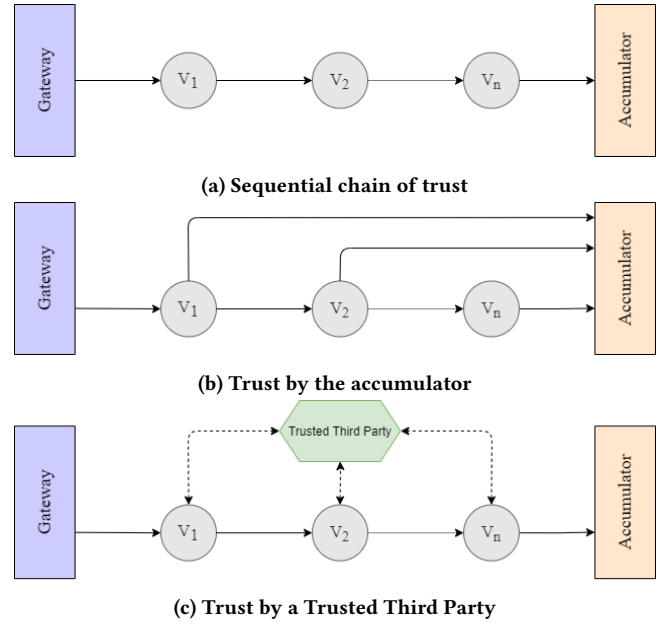 Gateway
V1
V2
Vn
Accumulator
(a) Sequential chain of trust
Gateway
V1
V2
Vn
Accumulator
(b) Trust by the accumulator
Trusted Third Party
Gateway
V1
V2
Vn
Accumulator
(c) Trust by a Trusted Third Party